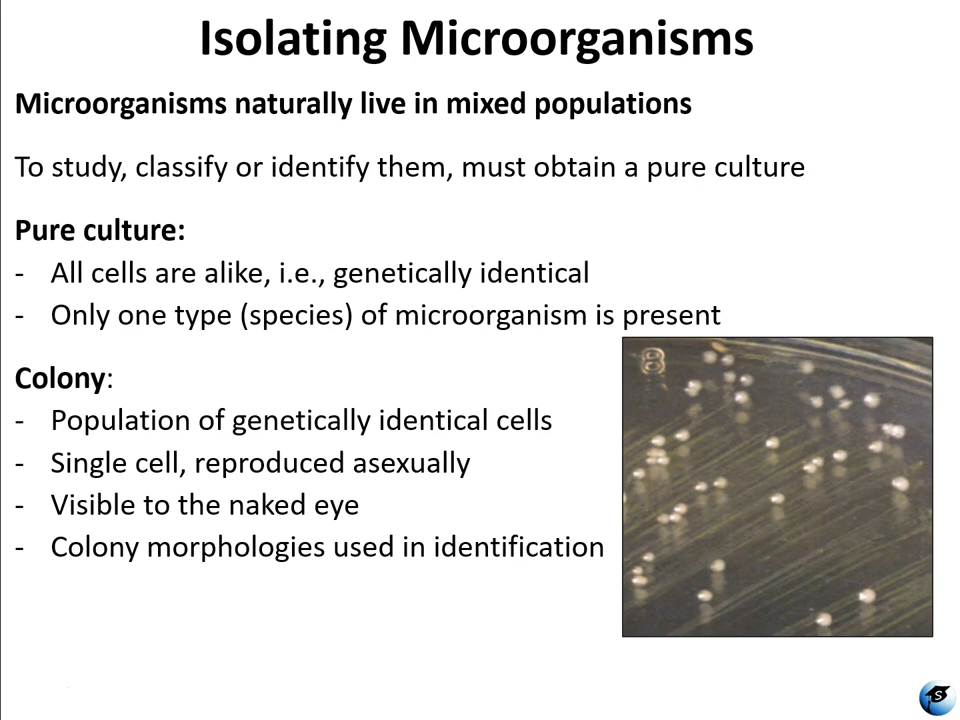 Isolating Microorganisms
Microorganisms naturally live in mixed populations
To study, classify or identify them, must obtain a pure culture
Pure culture:
- All cells are alike, i.e., genetically identical
- Only one type (species) of microorganism is present
Colony:
- Population of genetically identical cells
- Single cell, reproduced asexually
- Visible to the naked eye
- Colony morphologies used in identification
S